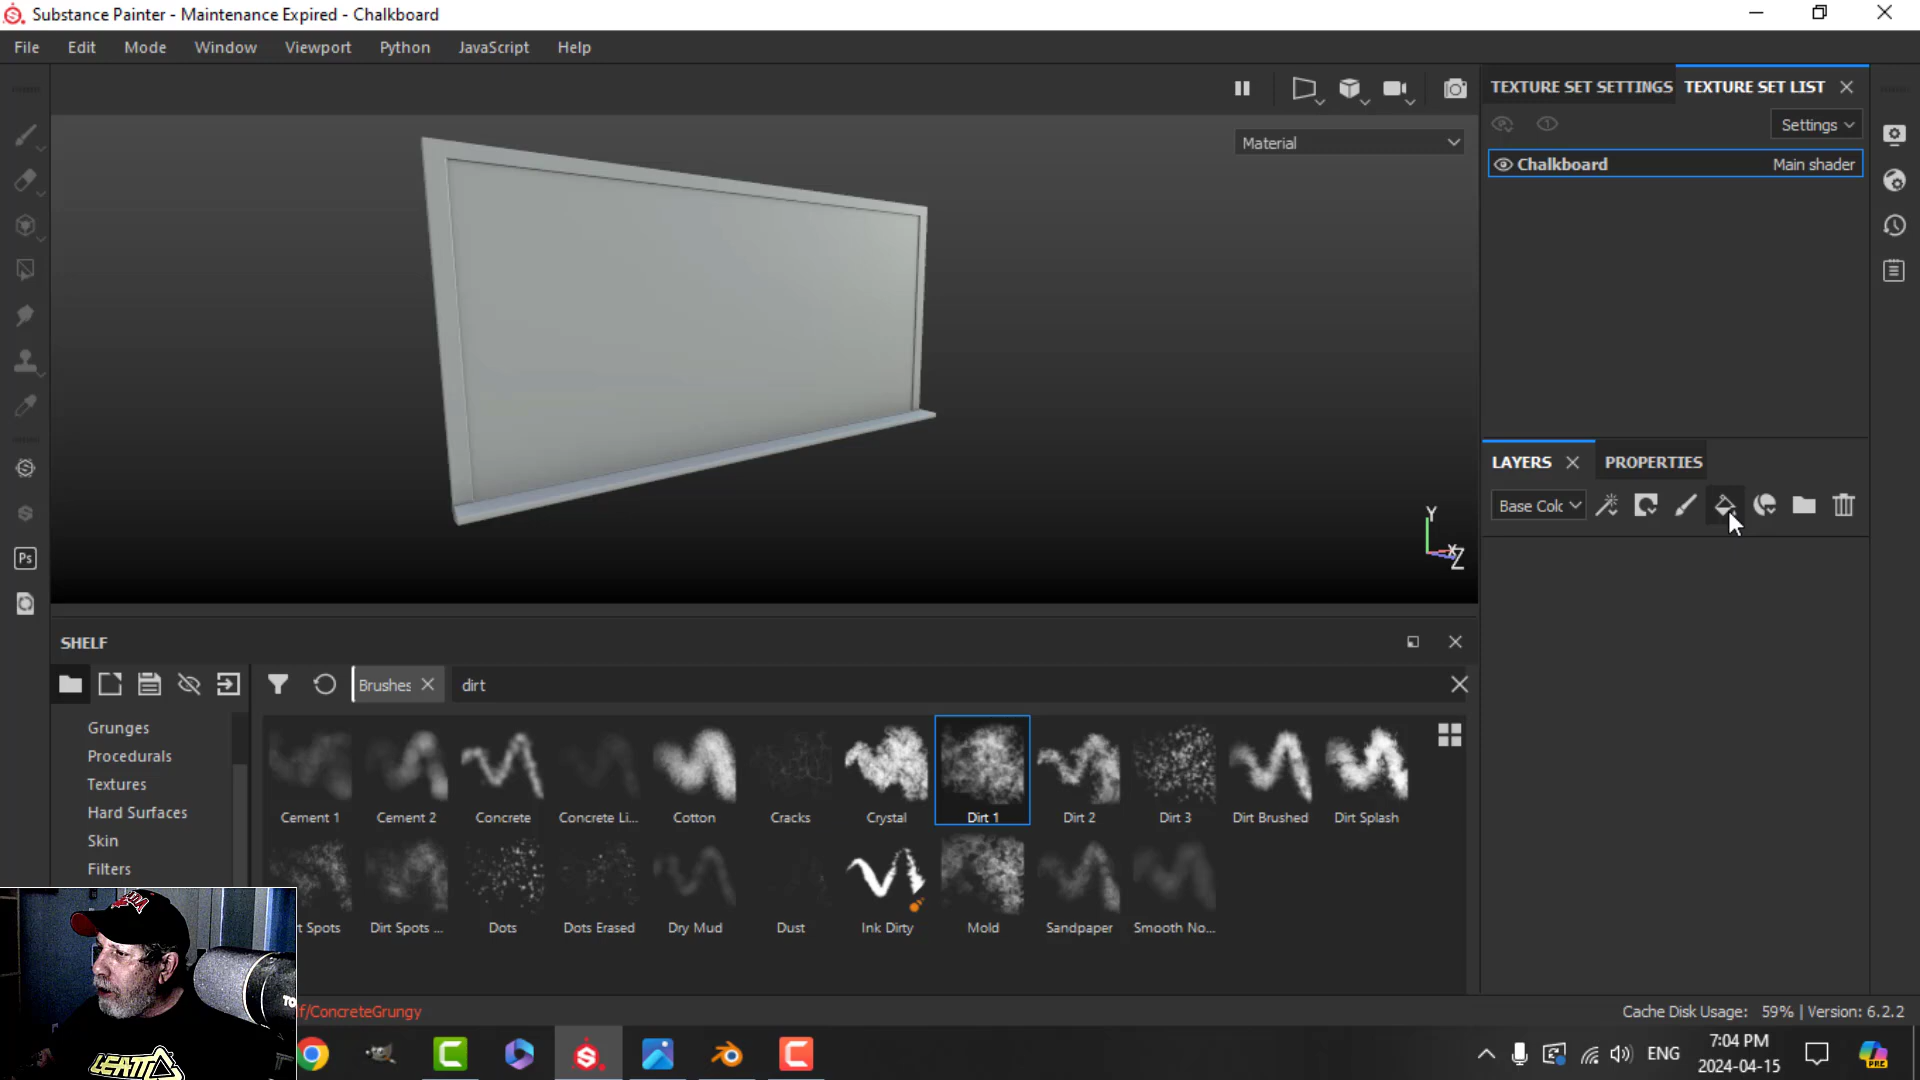 Substance Painter - Maintenance Expired - Chalkboard
File Edit Mode Window Viewport Python JavaScript Help
TEXTURE SET SETTINGS TEXTURE SET LIST
Settings
Material
Chalkboard Main shader
LAYERS PROPERTIES
Base Colc
Y
Z
Ps
SHELF
Brushes dirt
Grunges
Procedurals
Textures
Hard Surfaces
Skin
Filters
Cement 1 Cement 2 Concrete Concrete Li... Cotton Cracks Crystal Dirt 1 Dirt 2 Dirt 3 Dirt Brushed Dirt Splash
t Spots Dirt Spots ... Dots Dots Erased Dry Mud Dust Ink Dirty Mold Sandpaper Smooth No...
lf/ConcreteGrungy
Cache Disk Usage: 59% | Version: 6.2.2
ENG
7:04 PM
2024-04-15
PRE